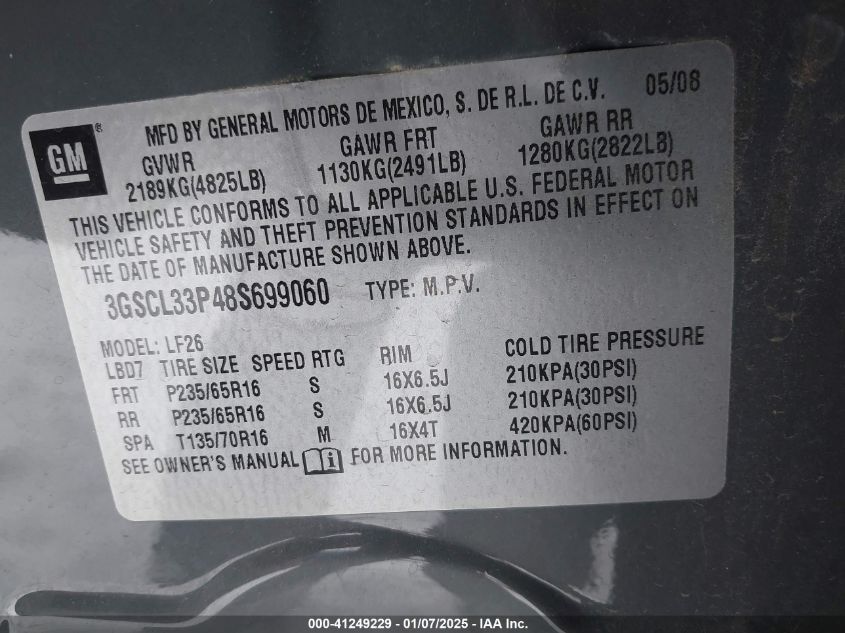 GM ®
MFD BY GENERAL MOTORS DE MEXICO, S. DE R.L. DE C.V. 05/08
GVWR GAWR FRT GAWR RR
2189KG(4825LB) 1130KG(2491LB) 1280KG(2822LB)
THIS VEHICLE CONFORMS TO ALL APPLICABLE U.S. FEDERAL MOTOR
VEHICLE SAFETY AND THEFT PREVENTION STANDARDS IN EFFECT ON
THE DATE OF MANUFACTURE SHOWN ABOVE.
3GSCL33P48S699060 TYPE: M.P.V.
MODEL: LF26
LBD7 TIRE SIZE SPEED RTG RIM COLD TIRE PRESSURE
FRT P235/65R16 S 16X6.5J 210KPA(30PSI)
RR P235/65R16 S 16X6.5J 210KPA(30PSI)
SPA T135/70R16 M 16X4T 420KPA(60PSI)
SEE OWNER'S MANUAL i FOR MORE INFORMATION.
000-41249229 - 01/07/2025 - IAA Inc.